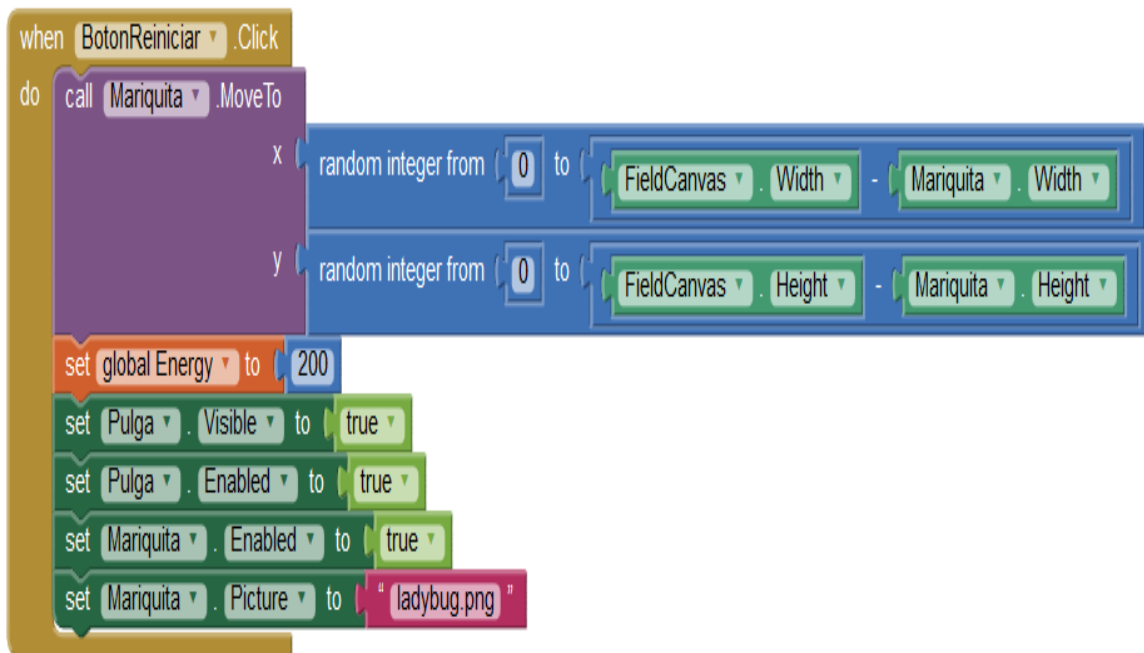 when BotonReiniciar .Click
do call Mariquita .MoveTo
x random integer from 0 to FieldCanvas . Width - Mariquita . Width
y random integer from 0 to FieldCanvas . Height - Mariquita . Height
set global Energy to 200
set Pulga . Visible to true
set Pulga . Enabled to true
set Mariquita . Enabled to true
set Mariquita . Picture to " ladybug.png "